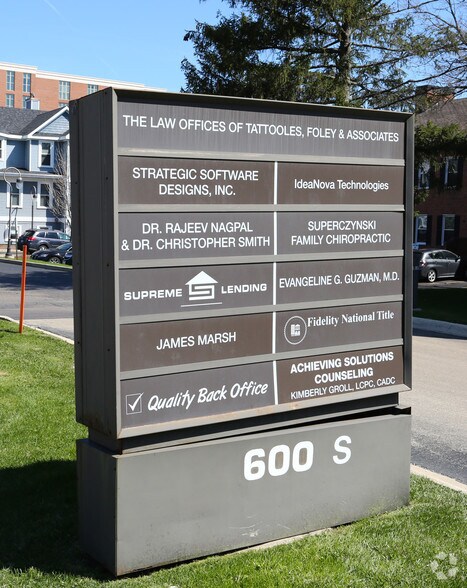 THE LAW OFFICES OF TATTOOLES, FOLEY & ASSOCIATES
STRATEGIC SOFTWARE
DESIGNS, INC.
IdeaNova Technologies
DR. RAJEEV NAGPAL
& DR. CHRISTOPHER SMITH
SUPERCZYNSKI
FAMILY CHIROPRACTIC
SUPREME LENDING
EVANGELINE G. GUZMAN, M.D.
JAMES MARSH
Fidelity National Title
Quality Back Office
ACHIEVING SOLUTIONS
COUNSELING
KIMBERLY GROLL, LCPC, CADC
600 S